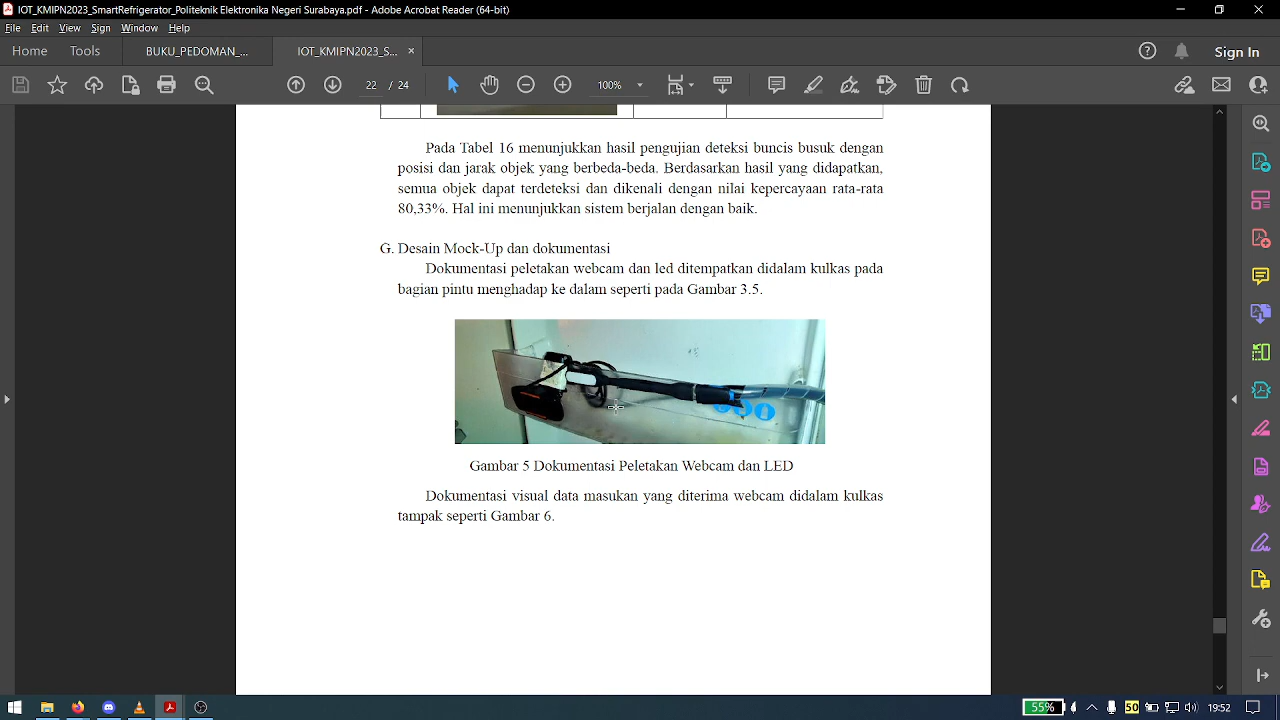 IOT_KMIPN2023_SmartRefrigerator_Politeknik Elektronika Negeri Surabaya.pdf - Adobe Acrobat Reader (64-bit)
File Edit View Sign Window Help
Home Tools BUKU_PEDOMAN_... IOT_KMIPN2023_S... × Sign In
22 / 24 100%
Pada Tabel 16 menunjukkan hasil pengujian deteksi buncis busuk dengan
posisi dan jarak objek yang berbeda-beda. Berdasarkan hasil yang didapatkan,
semua objek dapat terdeteksi dan dikenali dengan nilai kepercayaan rata-rata
80,33%. Hal ini menunjukkan sistem berjalan dengan baik.
G. Desain Mock-Up dan dokumentasi
Dokumentasi peletakan webcam dan led ditempatkan didalam kulkas pada
bagian pintu menghadap ke dalam seperti pada Gambar 3.5.
Gambar 5 Dokumentasi Peletakan Webcam dan LED
Dokumentasi visual data masukan yang diterima webcam didalam kulkas
tampak seperti Gambar 6.
55% 50 19:52